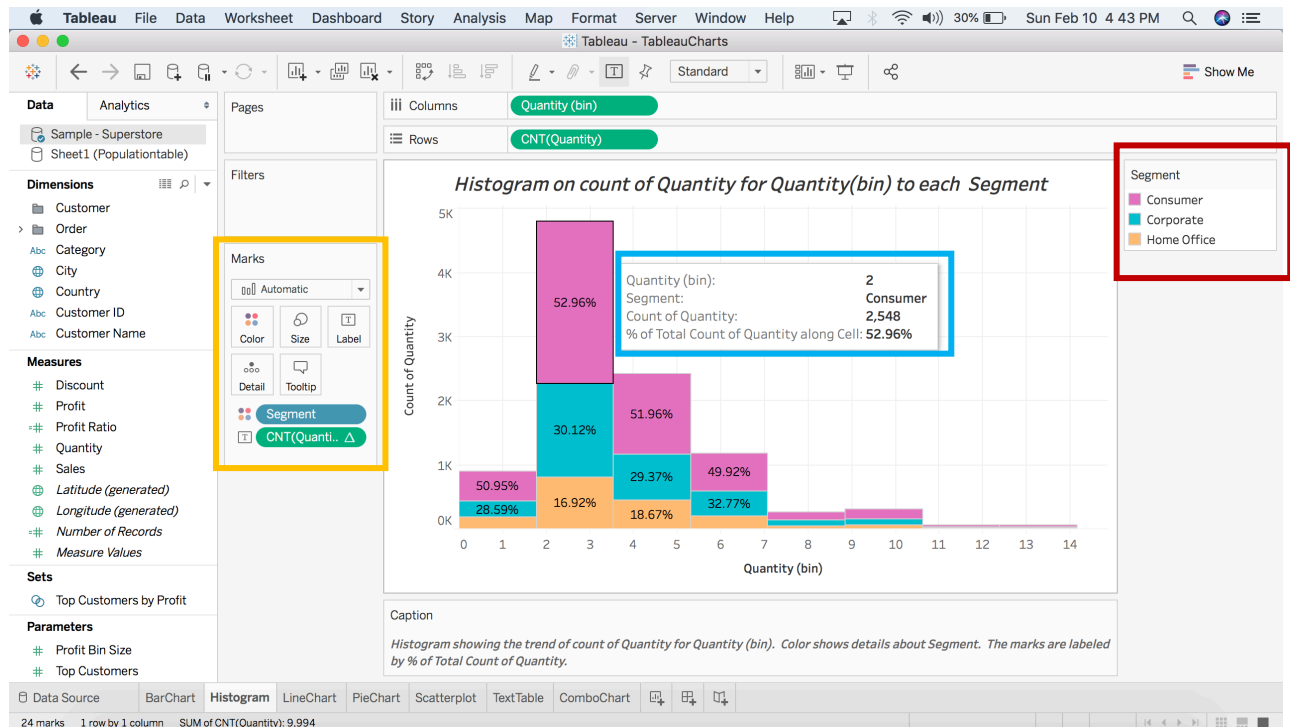 Tableau File Data Worksheet Dashboard Story Analysis Map Format Server Window Help 30% Sun Feb 10 4 43 PM
Tableau - TableauCharts
Standard
Show Me
Data Analytics
Sample - Superstore
Sheet1 (Populationtable)
Dimensions
Customer
Order
Abc Category
City
Country
Abc Customer ID
Abc Customer Name
Measures
# Discount
# Profit
=# Profit Ratio
# Quantity
# Sales
Latitude (generated)
Longitude (generated)
=# Number of Records
# Measure Values
Sets
Top Customers by Profit
Parameters
# Profit Bin Size
# Top Customers
Pages
Filters
Marks
Automatic
Color Size T Label
Detail Tooltip
Segment
T CNT(Quanti.. Δ
iii Columns Quantity (bin)
Rows CNT(Quantity)
Histogram on count of Quantity for Quantity(bin) to each Segment
Count of Quantity
5K
4K
3K
2K
1K
0K
52.96%
30.12%
16.92%
51.96%
29.37%
18.67%
50.95%
28.59%
49.92%
32.77%
Quantity (bin): 2
Segment: Consumer
Count of Quantity: 2,548
% of Total Count of Quantity along Cell: 52.96%
0 1 2 3 4 5 6 7 8 9 10 11 12 13 14
Quantity (bin)
Segment
Consumer
Corporate
Home Office
Caption
Histogram showing the trend of count of Quantity for Quantity (bin). Color shows details about Segment. The marks are labeled
by % of Total Count of Quantity.
Data Source BarChart Histogram LineChart PieChart Scatterplot TextTable ComboChart
24 marks 1 row by 1 column SUM of CNT(Quantity): 9,994